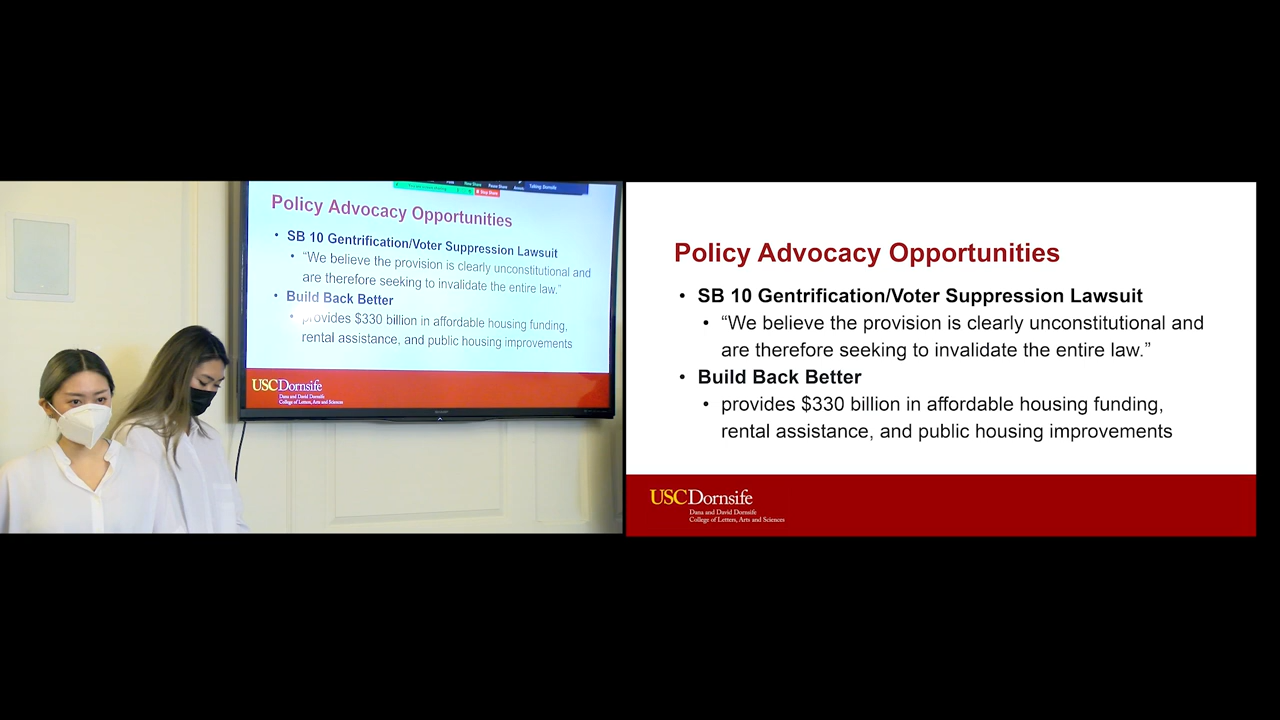 Policy Advocacy Opportunities
• SB 10 Gentrification/Voter Suppression Lawsuit
• “We believe the provision is clearly unconstitutional and
are therefore seeking to invalidate the entire law.”
• Build Back Better
• provides $330 billion in affordable housing funding,
rental assistance, and public housing improvements
USCDornsife
Dana and David Dornsife
College of Letters, Arts and Sciences
Policy Advocacy Opportunities
• SB 10 Gentrification/Voter Suppression Lawsuit
• “We believe the provision is clearly unconstitutional and
are therefore seeking to invalidate the entire law.”
• Build Back Better
• provides $330 billion in affordable housing funding,
rental assistance, and public housing improvements
USCDornsife
Dana and David Dornsife
College of Letters, Arts and Sciences